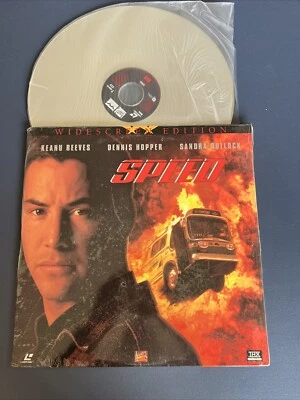 WIDESCREEN EDITION
KEANU REEVES DENNIS HOPPER SANDRA BULLOCK
SPEED
THX